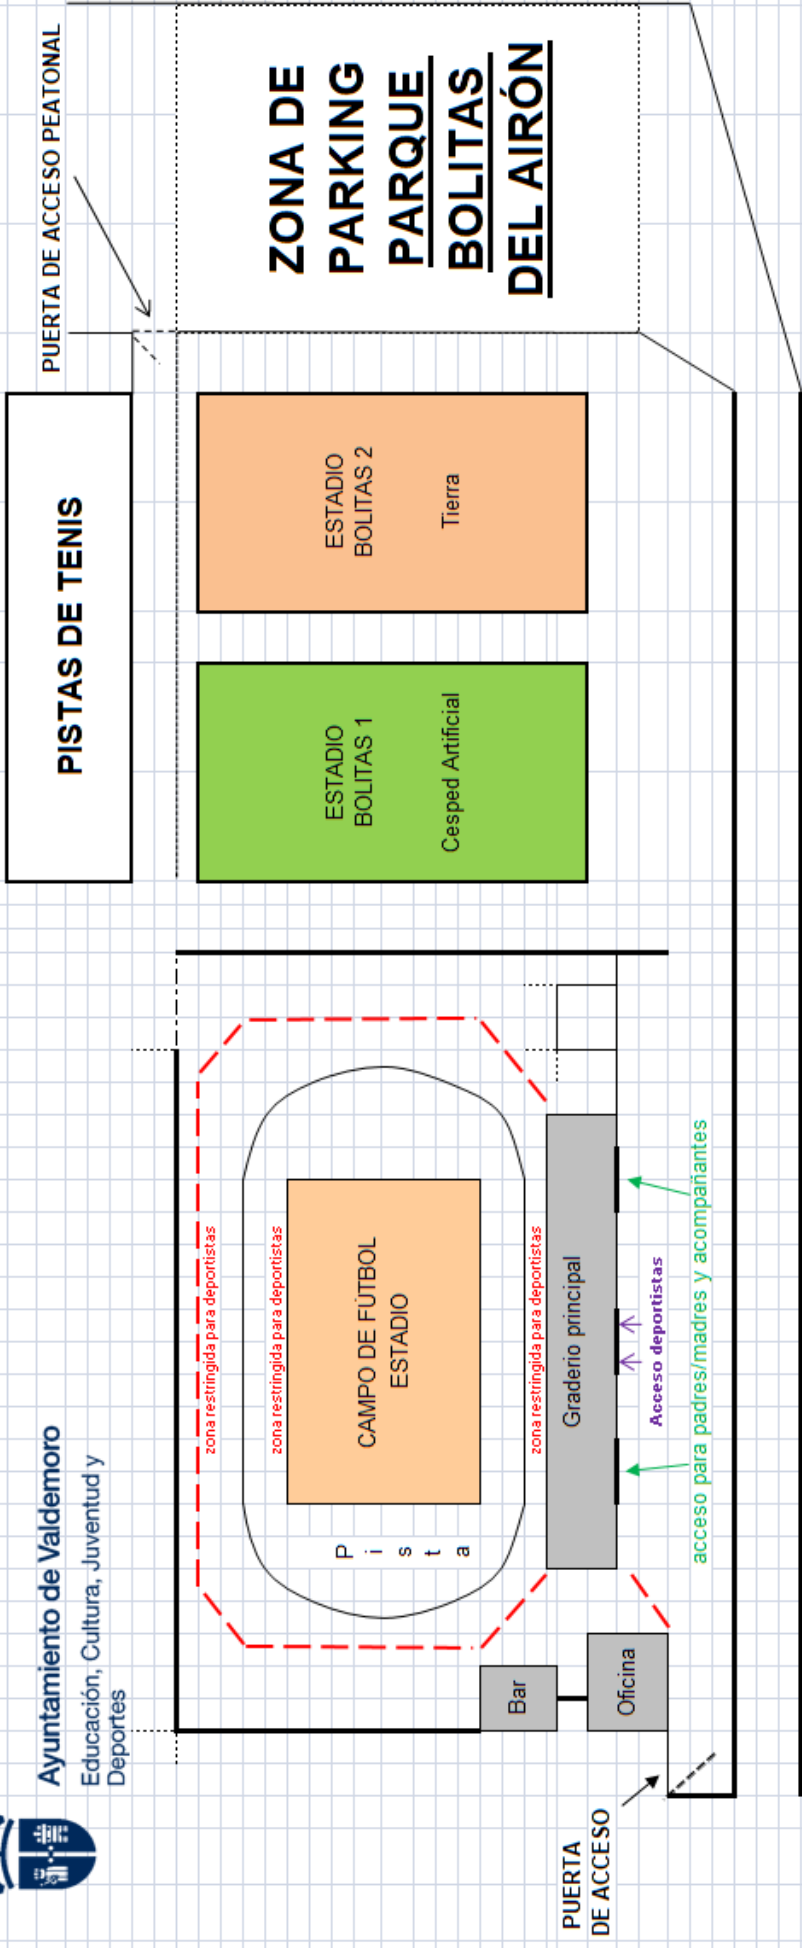 Ayuntamiento de Valdemoro
Educación, Cultura, Juventud y
Deportes
PISTAS DE TENIS
PUERTA DE ACCESO PEATONAL
zona restringida para deportistas
zona restringida para deportistas
CAMPO DE FÚTBOL
ESTADIO
Pista
zona restringida para deportistas
Graderio principal
ESTADIO
BOLITAS 1
Cesped Artificial
ESTADIO
BOLITAS 2
Tierra
ZONA DE
PARKING
PARQUE
BOLITAS
DEL AIRÓN
Bar
Oficina
PUERTA
DE ACCESO
Acceso deportistas
acceso para padres/madres y acompañantes